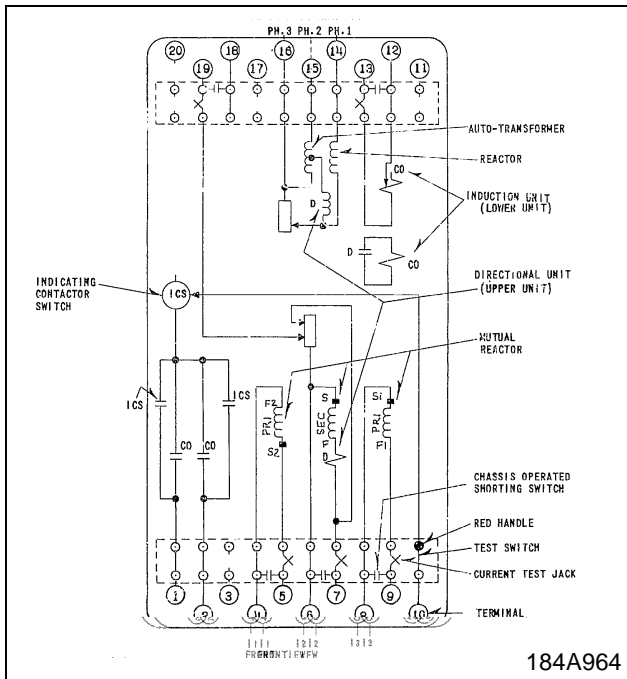 PH.3 PH.2 PH.1
20 19 18 17 16 15 14 13 12 11
AUTO-TRANSFORMER
REACTOR
CO
INDUCTION UNIT
(LOWER UNIT)
D
D
CO
DIRECTIONAL UNIT
(UPPER UNIT)
INDICATING
CONTACTOR
SWITCH
ICS
MUTUAL
REACTOR
ICS
ICS
F2
PRI
S2
S
SEC
F
D
S1
PRI
F1
CO
CO
CHASSIS OPERATED
SHORTING SWITCH
RED HANDLE
TEST SWITCH
CURRENT TEST JACK
1 2 3 4 5 6 7 8 9 10
TERMINAL
184A964